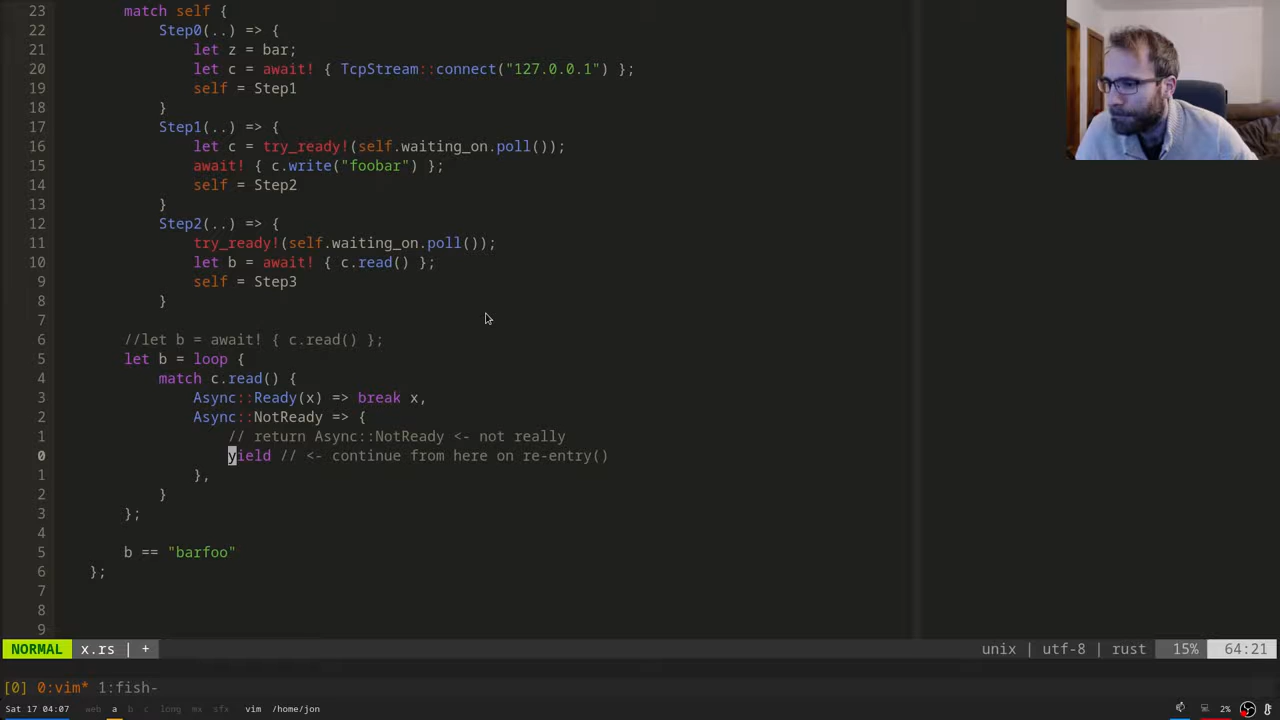 23 match self {
22 Step0(..) => {
21 let z = bar;
20 let c = await! { TcpStream::connect("127.0.0.1") };
19 self = Step1
18 }
17 Step1(..) => {
16 let c = try_ready!(self.waiting_on.poll());
15 await! { c.write("foobar") };
14 self = Step2
13 }
12 Step2(..) => {
11 try_ready!(self.waiting_on.poll());
10 let b = await! { c.read() };
9 self = Step3
8 }
7
6 //let b = await! { c.read() };
5 let b = loop {
4 match c.read() {
3 Async::Ready(x) => break x,
2 Async::NotReady => {
1 // return Async::NotReady <- not really
0 yield // <- continue from here on re-entry()
1 },
2 }
3 };
4
5 b == "barfoo"
6 };
7
8
9
NORMAL x.rs | + unix | utf-8 | rust 15% 64:21
[0] 0:vim* 1:fish-
Sat 17 04:07 web a b c long mx sfx vim /home/jon 2%